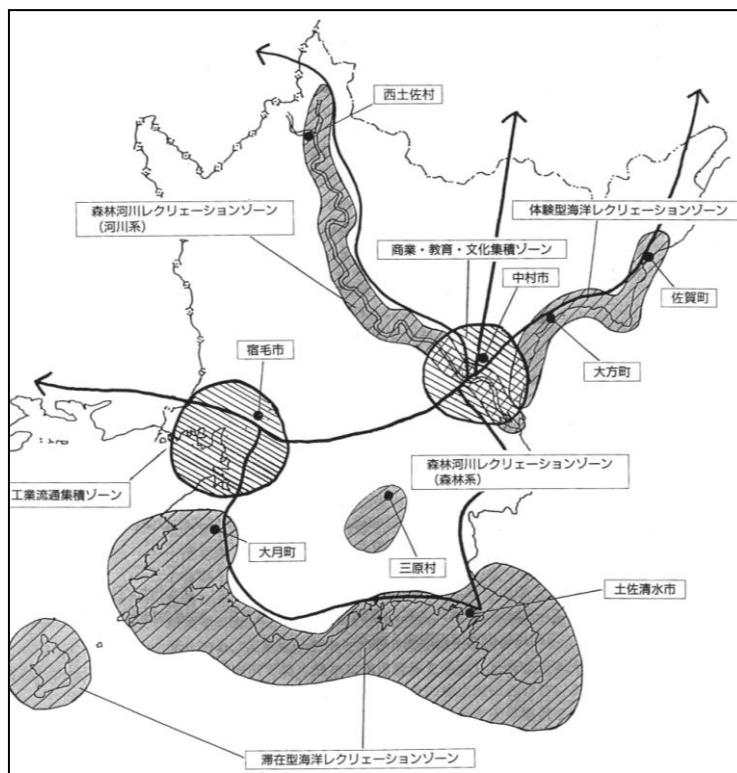 西土佐村
森林河川レクリェーションゾーン
(河川系)
体験型海洋レクリェーションゾーン
商業・教育・文化集積ゾーン
中村市
佐賀町
大方町
宿毛市
森林河川レクリェーションゾーン
(森林系)
工業流通集積ゾーン
大月町
三原村
土佐清水市
滞在型海洋レクリェーションゾーン